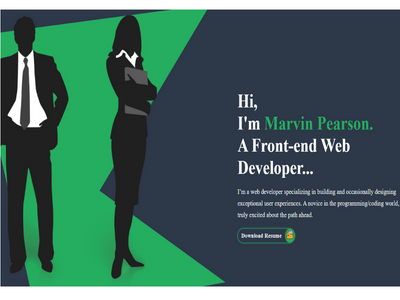 Hi,
I'm Marvin Pearson.
A Front-end Web
Developer...
I'm a web developer specializing in building and occasionally designing
exceptional user experiences. A novice in the programming/coding world,
truly excited about the path ahead.
Download Resume